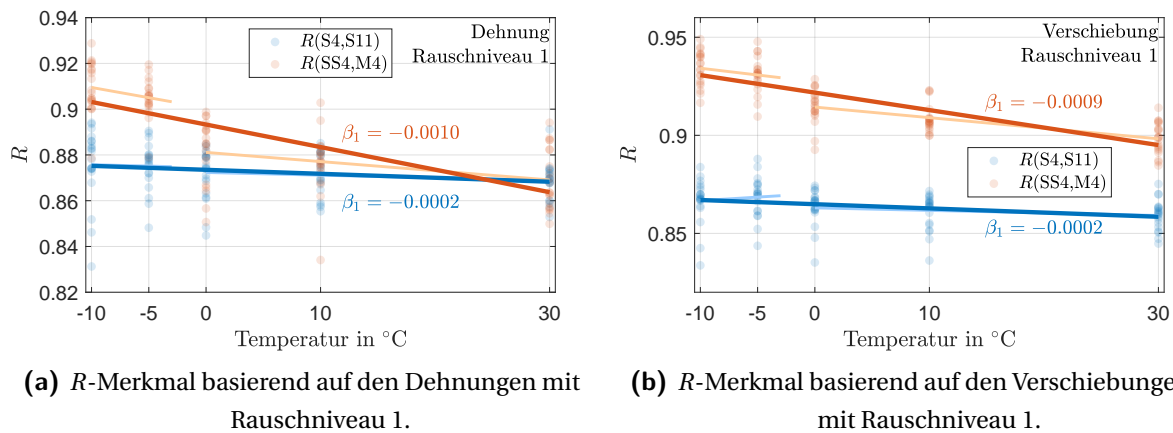 0.94
0.92
0.9
0.88
0.86
0.84
0.82
R
R(S4,S11)
R(SS4,M4)
Dehnung
Rauschniveau 1
β₁ = −0.0010
β₁ = −0.0002
-10 -5 0 10 30
Temperatur in °C
(a) R-Merkmal basierend auf den Dehnungen mit
Rauschniveau 1.
0.95
0.9
0.85
R
Verschiebung
Rauschniveau 1
β₁ = −0.0009
R(S4,S11)
R(SS4,M4)
β₁ = −0.0002
-10 -5 0 10 30
Temperatur in °C
(b) R-Merkmal basierend auf den Verschiebunge
mit Rauschniveau 1.